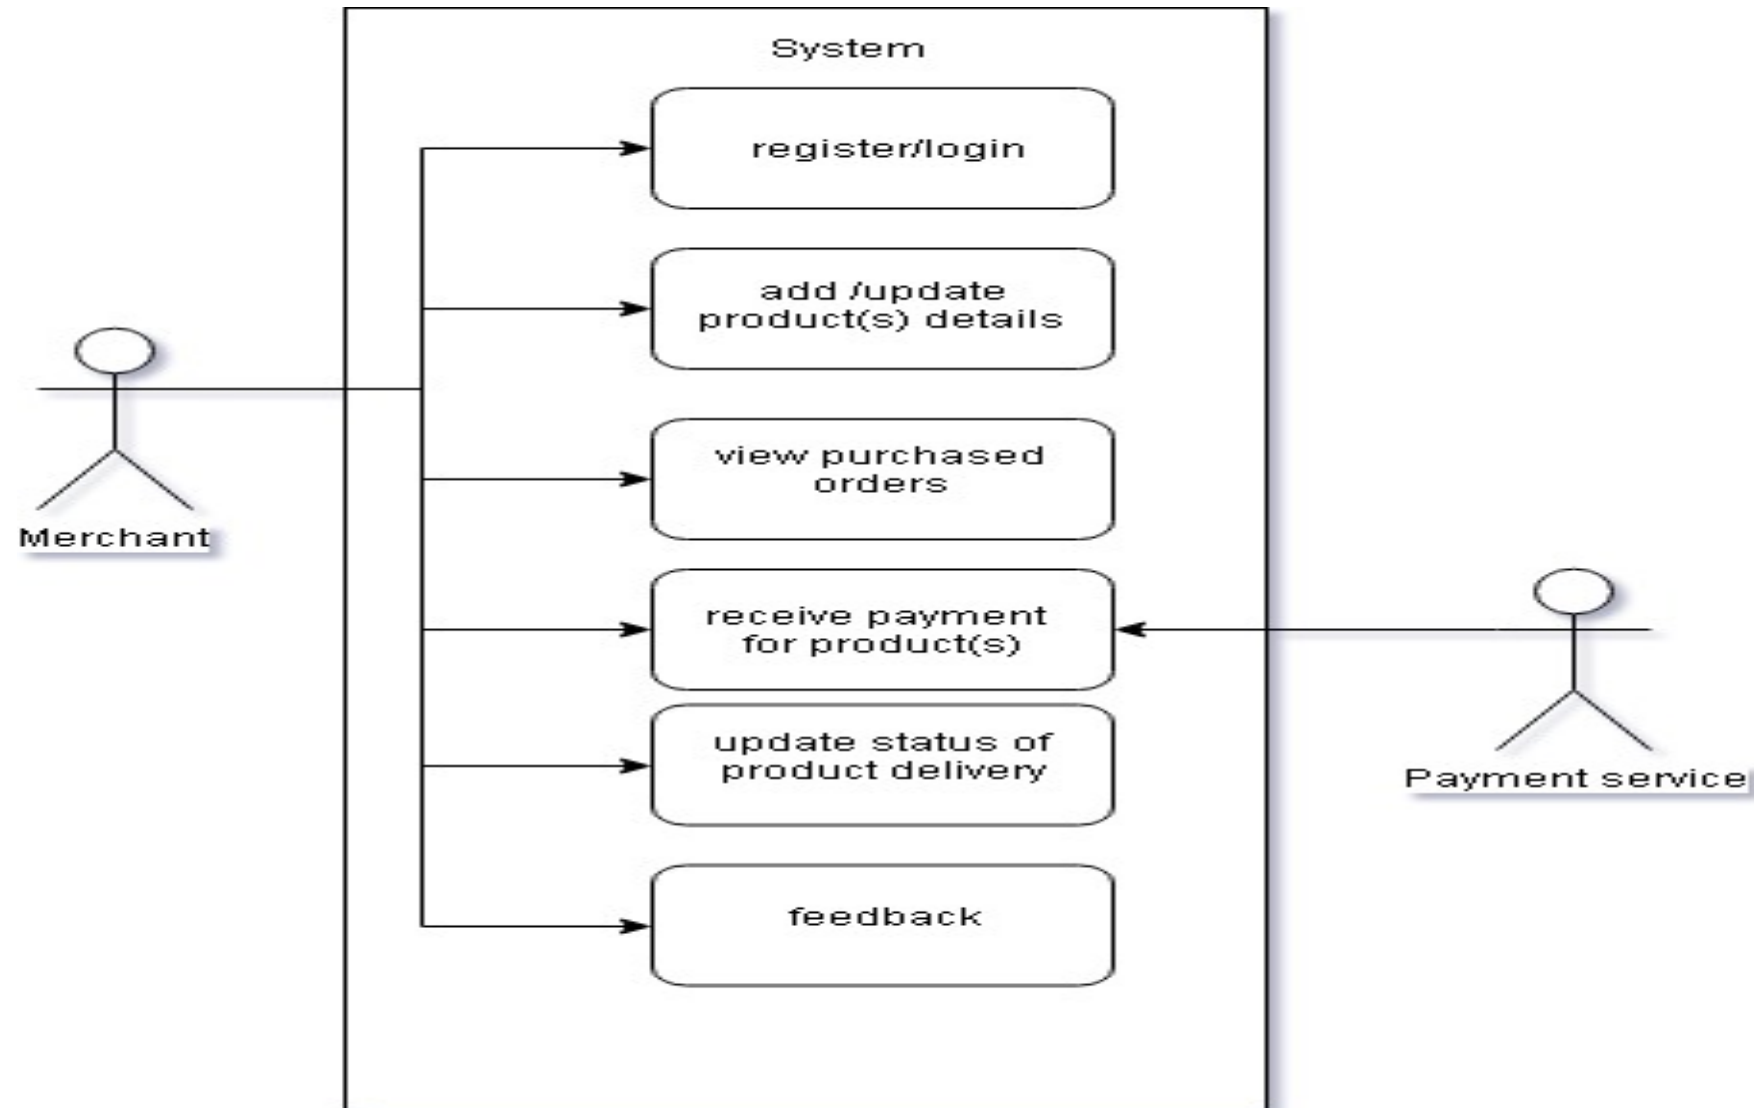 System
register/login
add /update
product(s) details
view purchased
orders
Merchant
receive payment
for product(s)
update status of
product delivery
Payment service
feedback